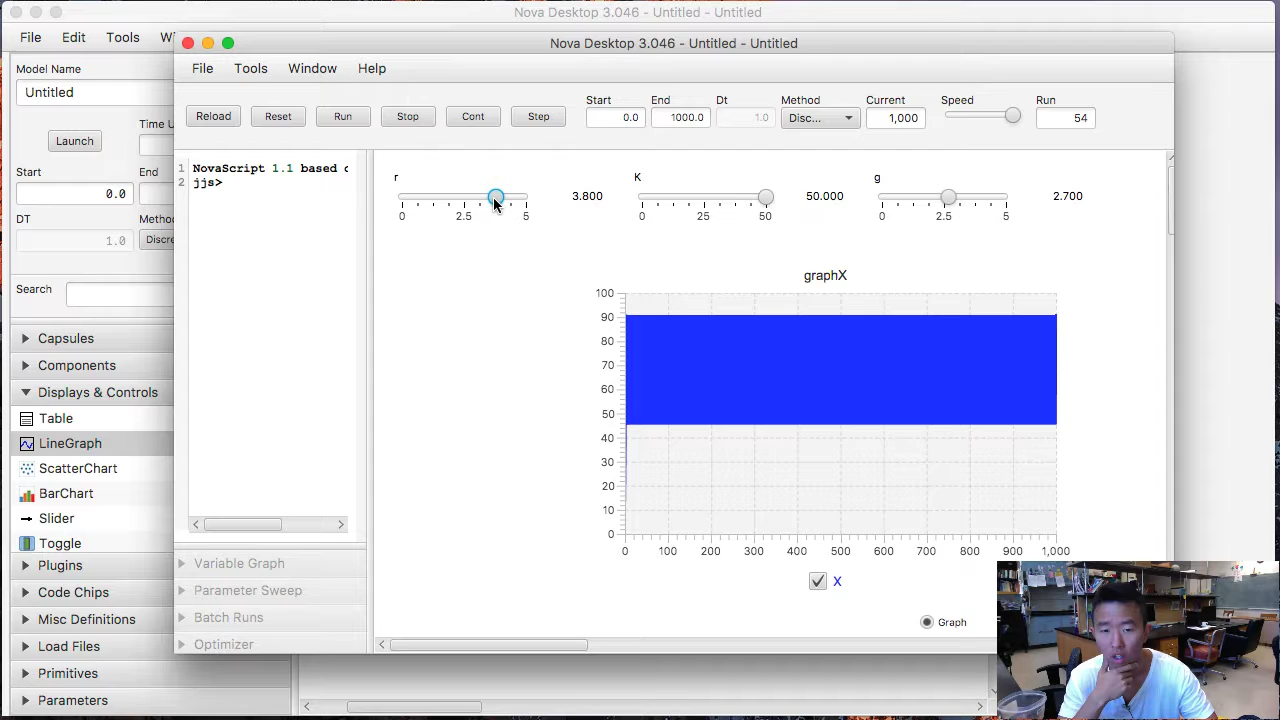 Nova Desktop 3.046 - Untitled - Untitled
File Edit Tools Wi
Model Name
Untitled
Time U
Launch
Start End
0.0
DT Metho
1.0 Discre
Search
Capsules
Components
Displays & Controls
Table
LineGraph
ScatterChart
BarChart
Slider
Toggle
Plugins
Code Chips
Misc Definitions
Load Files
Primitives
Parameters
Nova Desktop 3.046 - Untitled - Untitled
File Tools Window Help
Reload Reset Run Stop Cont Step
Start End Dt Method Current Speed Run
0.0 1000.0 1.0 Disc... 1,000 54
1 NovaScript 1.1 based
2 jjs>
Variable Graph
Parameter Sweep
Batch Runs
Optimizer
r K g
3.800 50.000 2.700
0 2.5 5 0 25 50 0 2.5 5
graphX
100
90
80
70
60
50
40
30
20
10
0
0 100 200 300 400 500 600 700 800 900 1,000
X
Graph